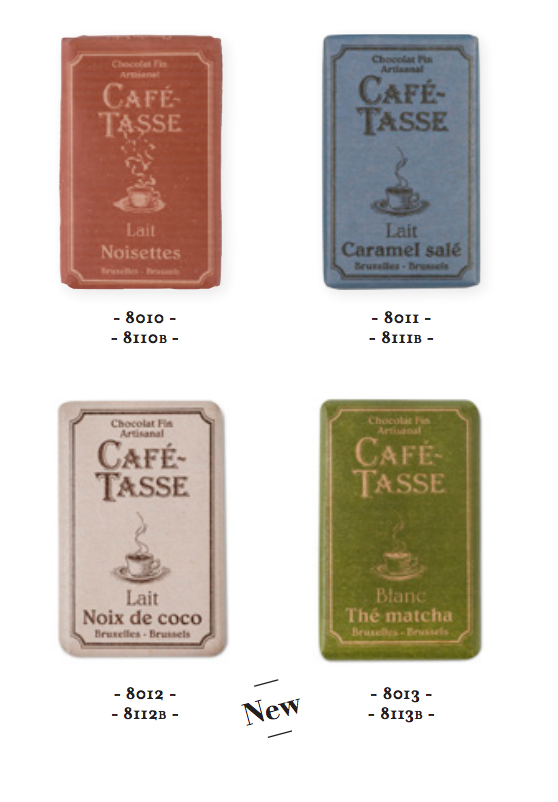 Chocolat Fin
Artisanal
CAFÉ-
TASSE
Lait
Noisettes
Bruxelles - Brussels
- 8010 -
- 8110B -
Chocolat Fin
Artisanal
CAFÉ-
TASSE
Lait
Caramel salé
Bruxelles - Brussels
- 8011 -
- 8111B -
Chocolat Fin
Artisanal
CAFÉ-
TASSE
Lait
Noix de coco
Bruxelles - Brussels
- 8012 -
- 8112B -
Chocolat Fin
Artisanal
CAFÉ-
TASSE
Blanc
Thé matcha
Bruxelles - Brussels
New
- 8013 -
- 8113B -